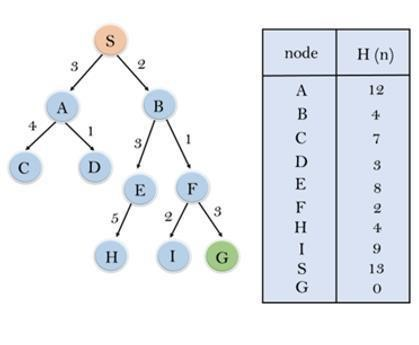 S
3 2
A B
4 1 3 1
C D E F
5 2 3
H I G
node H (n)
A 12
B 4
C 7
D 3
E 8
F 2
H 4
I 9
S 13
G 0